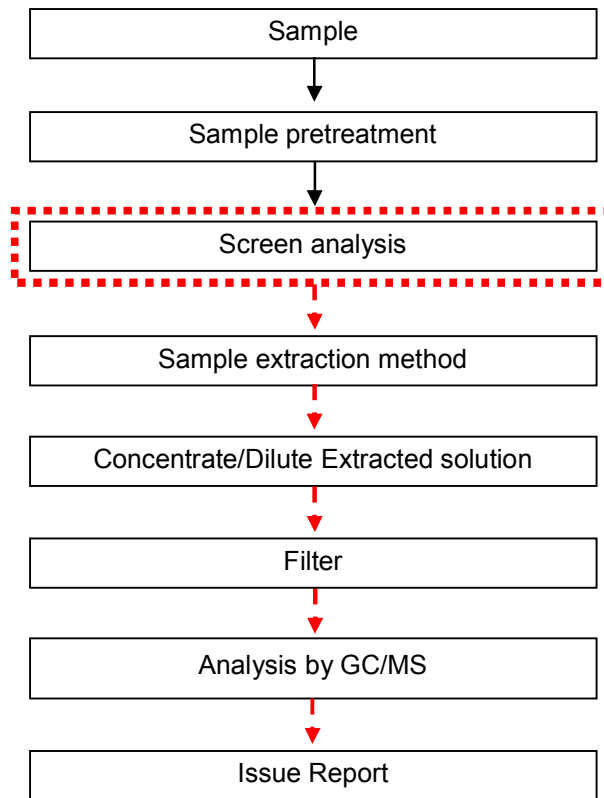 Sample
Sample pretreatment
Screen analysis
Sample extraction method
Concentrate/Dilute Extracted solution
Filter
Analysis by GC/MS
Issue Report